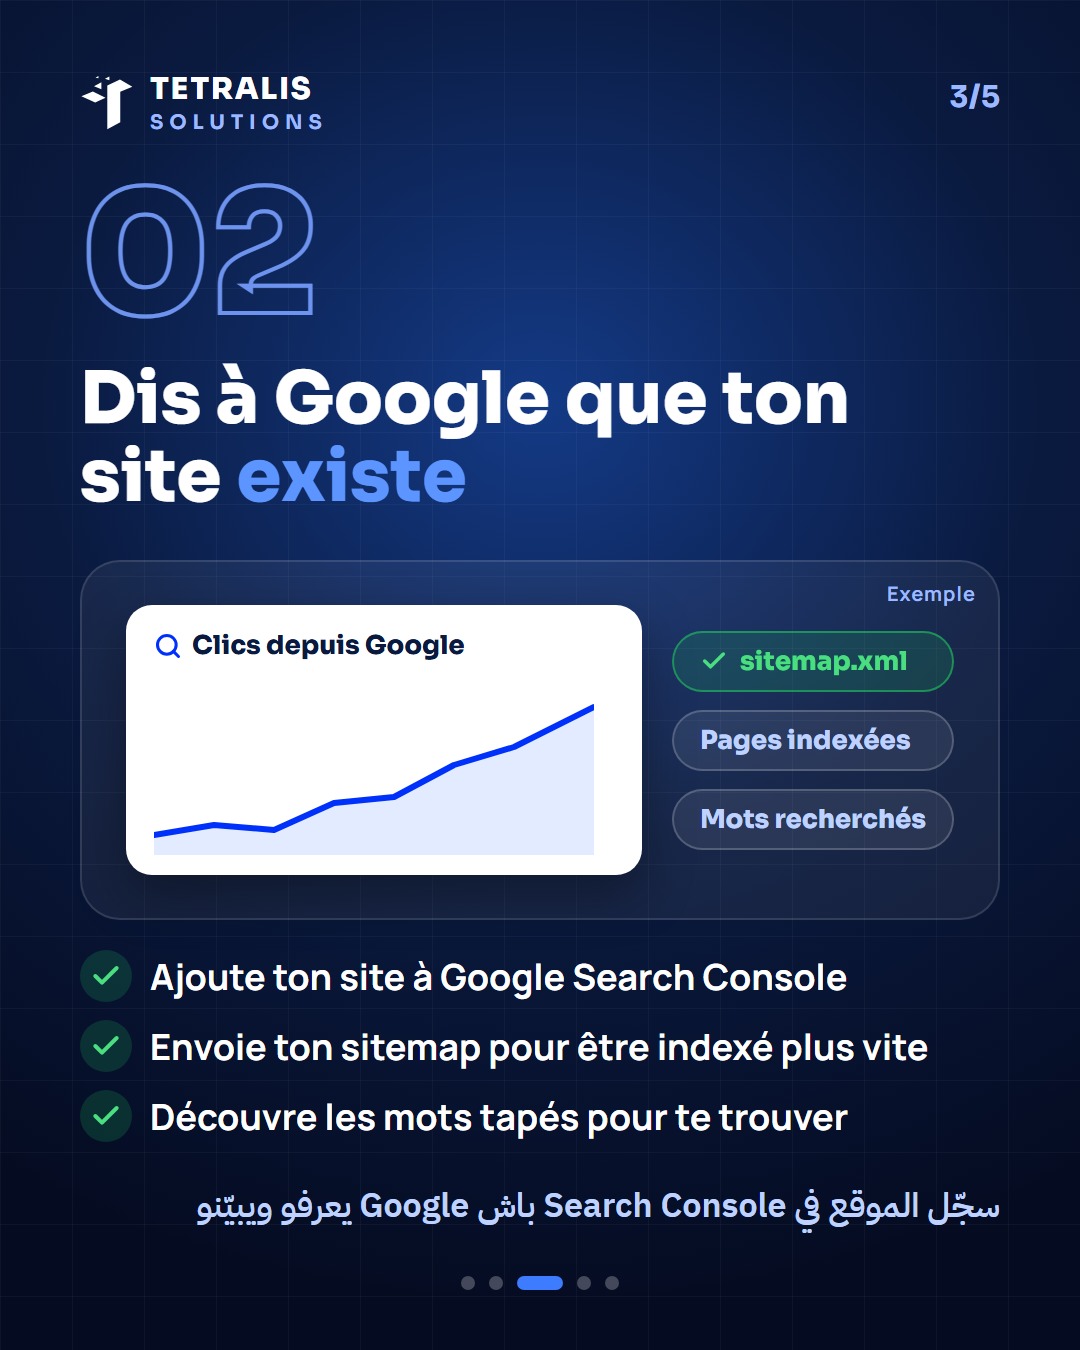 TETRALIS
SOLUTIONS
3/5
02
Dis à Google que ton
site existe
Exemple
Clics depuis Google
sitemap.xml
Pages indexées
Mots recherchés
Ajoute ton site à Google Search Console
Envoie ton sitemap pour être indexé plus vite
Découvre les mots tapés pour te trouver
سجّل الموقع في Search Console باش Google يعرفو ويبيّنو